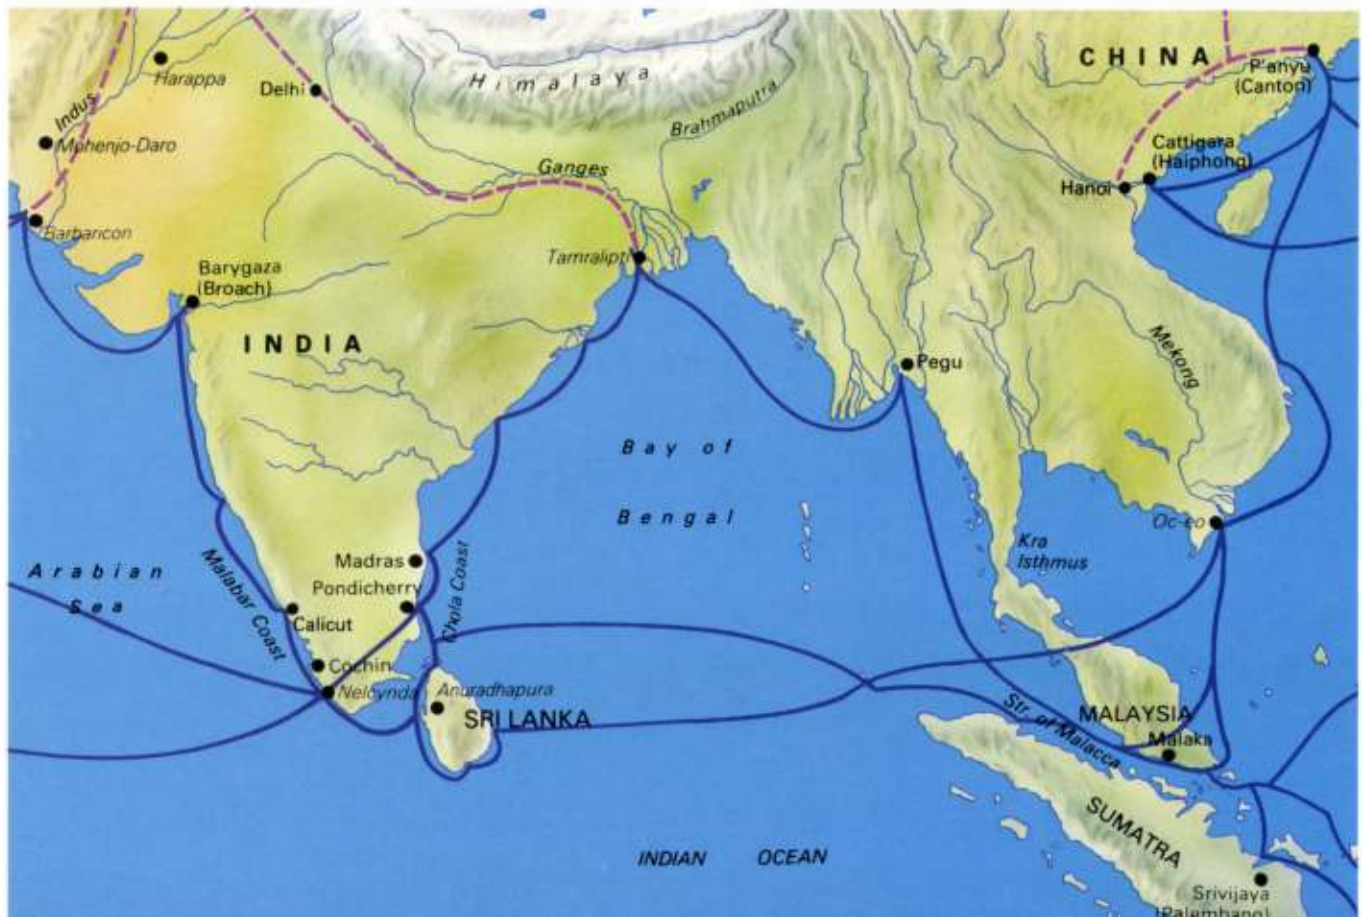 CHINA
P'anyu
(Canton)
Harappa
Himalaya
Delhi
Indus
Brahmaputra
Mohenjo-Daro
Cattigara
(Haiphong)
Ganges
Hanoi
Barbaricon
Tamralipti
Barygaza
(Broach)
INDIA
Mekong
Pegu
Bay of
Bengal
Oc-eo
Kra
Isthmus
Madras
Pondicherry
Chola Coast
Arabian
Sea
Malabar Coast
Calicut
Cochin
Nelcynda
Anuradhapura
SRI LANKA
Str. of Malacca
MALAYSIA
Malaka
SUMATRA
INDIAN OCEAN
Srivijaya
(Palembang)